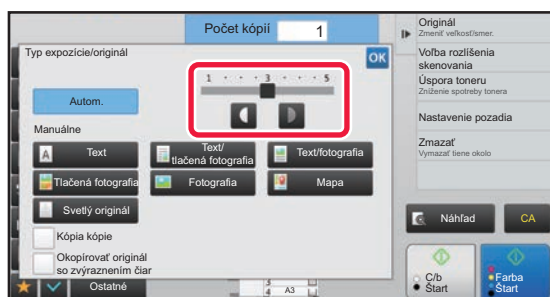 Počet kópií 1
Typ expozície/originál
OK
1 · · · 3 · · · 5
Autom.
Manuálne
Text
Text/
tlačená fotografia
Text/fotografia
Tlačená fotografia
Fotografia
Mapa
Svetlý originál
Kópia kópie
Okopírovať originál
so zvýraznením čiar
Ostatné
3
4 A3
Originál
Zmeniť veľkosť/smer.
Voľba rozlíšenia
skenovania
Úspora toneru
Zníženie spotreby tonera
Nastavenie pozadia
Zmazať
Vymazať tiene okolo
Náhľad
CA
C/b
Štart
Farba
Štart